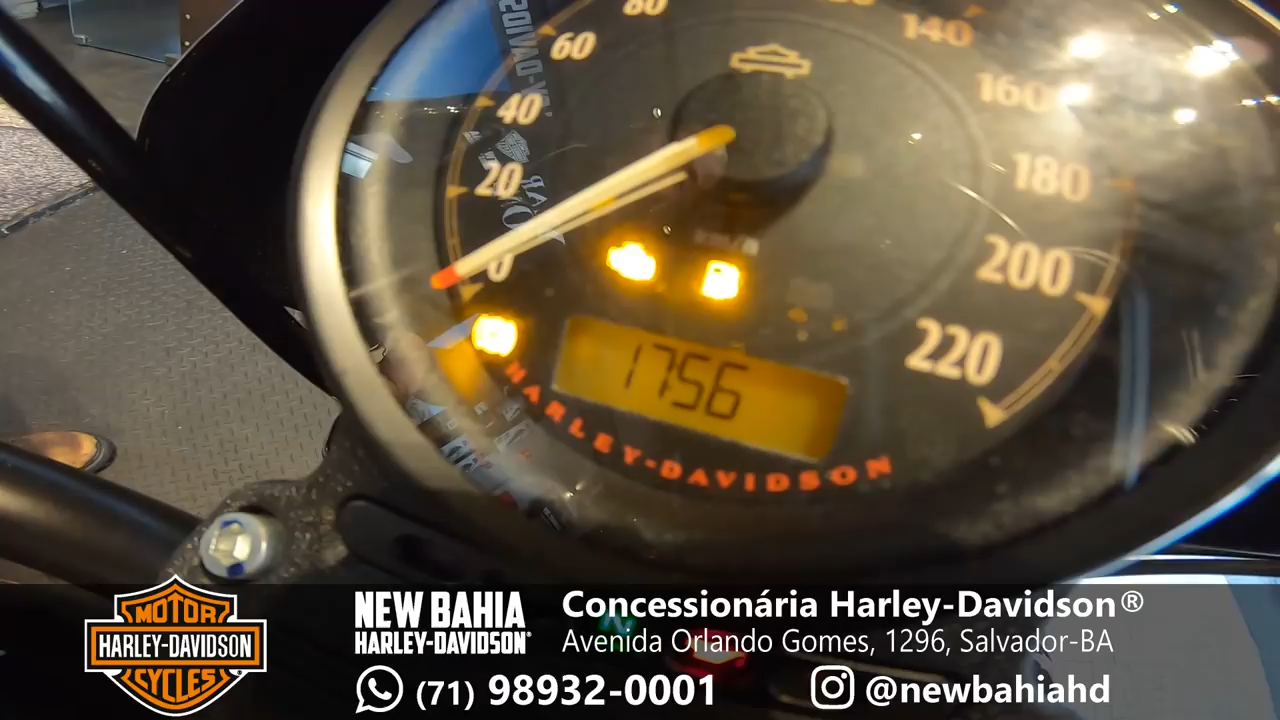 80
140
60
160
40
180
20
200
0
220
1756
HARLEY-DAVIDSON
MOTOR
HARLEY-DAVIDSON
CYCLES
NEW BAHIA
HARLEY-DAVIDSON®
Concessionária Harley-Davidson®
Avenida Orlando Gomes, 1296, Salvador-BA
(71) 98932-0001
@newbahiahd